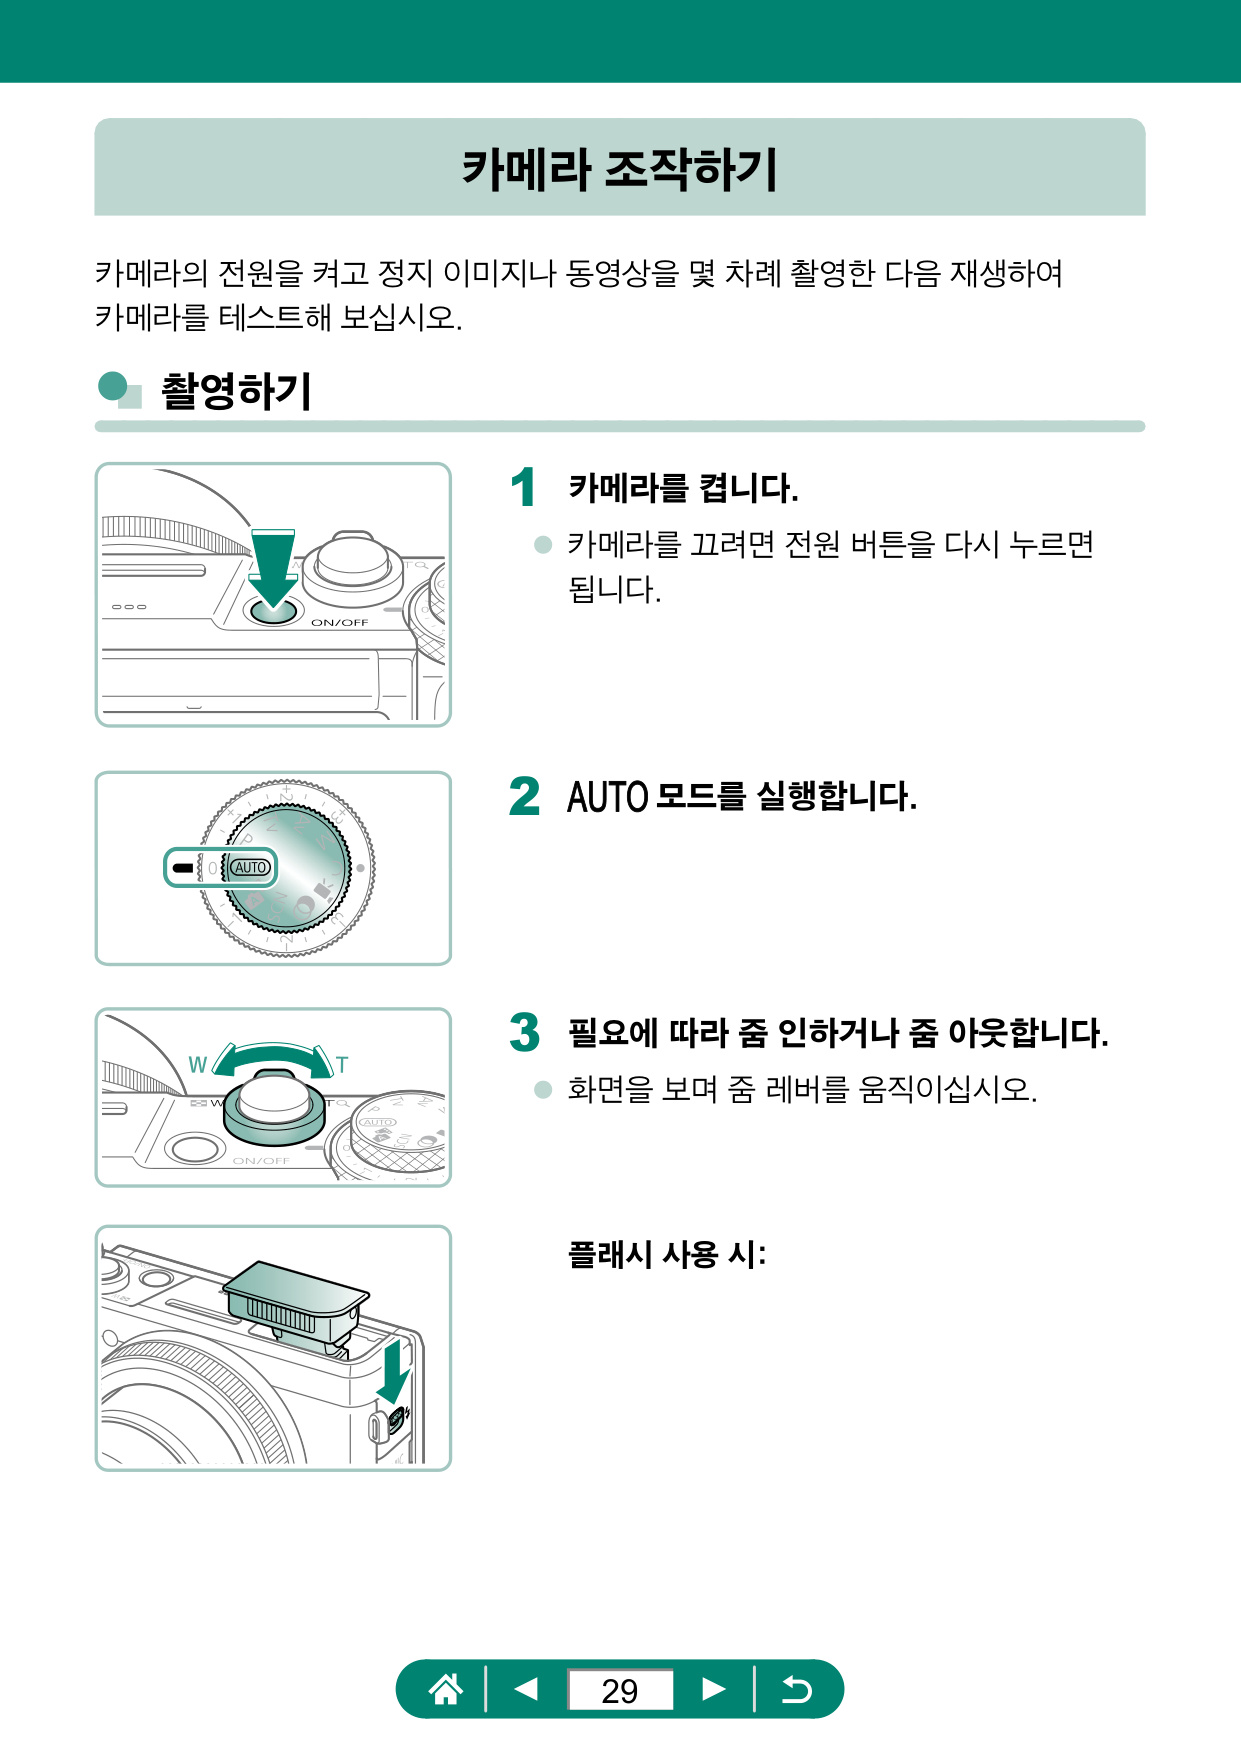 카메라 조작하기
카메라의 전원을 켜고 정지 이미지나 동영상을 몇 차례 촬영한 다음 재생하여
카메라를 테스트해 보십시오.
촬영하기
ON/OFF
1 카메라를 켭니다.
카메라를 끄려면 전원 버튼을 다시 누르면
됩니다.
AUTO
2 AUTO 모드를 실행합니다.
W T
W T
ON/OFF
3 필요에 따라 줌 인하거나 줌 아웃합니다.
화면을 보며 줌 레버를 움직이십시오.
플래시 사용 시:
29